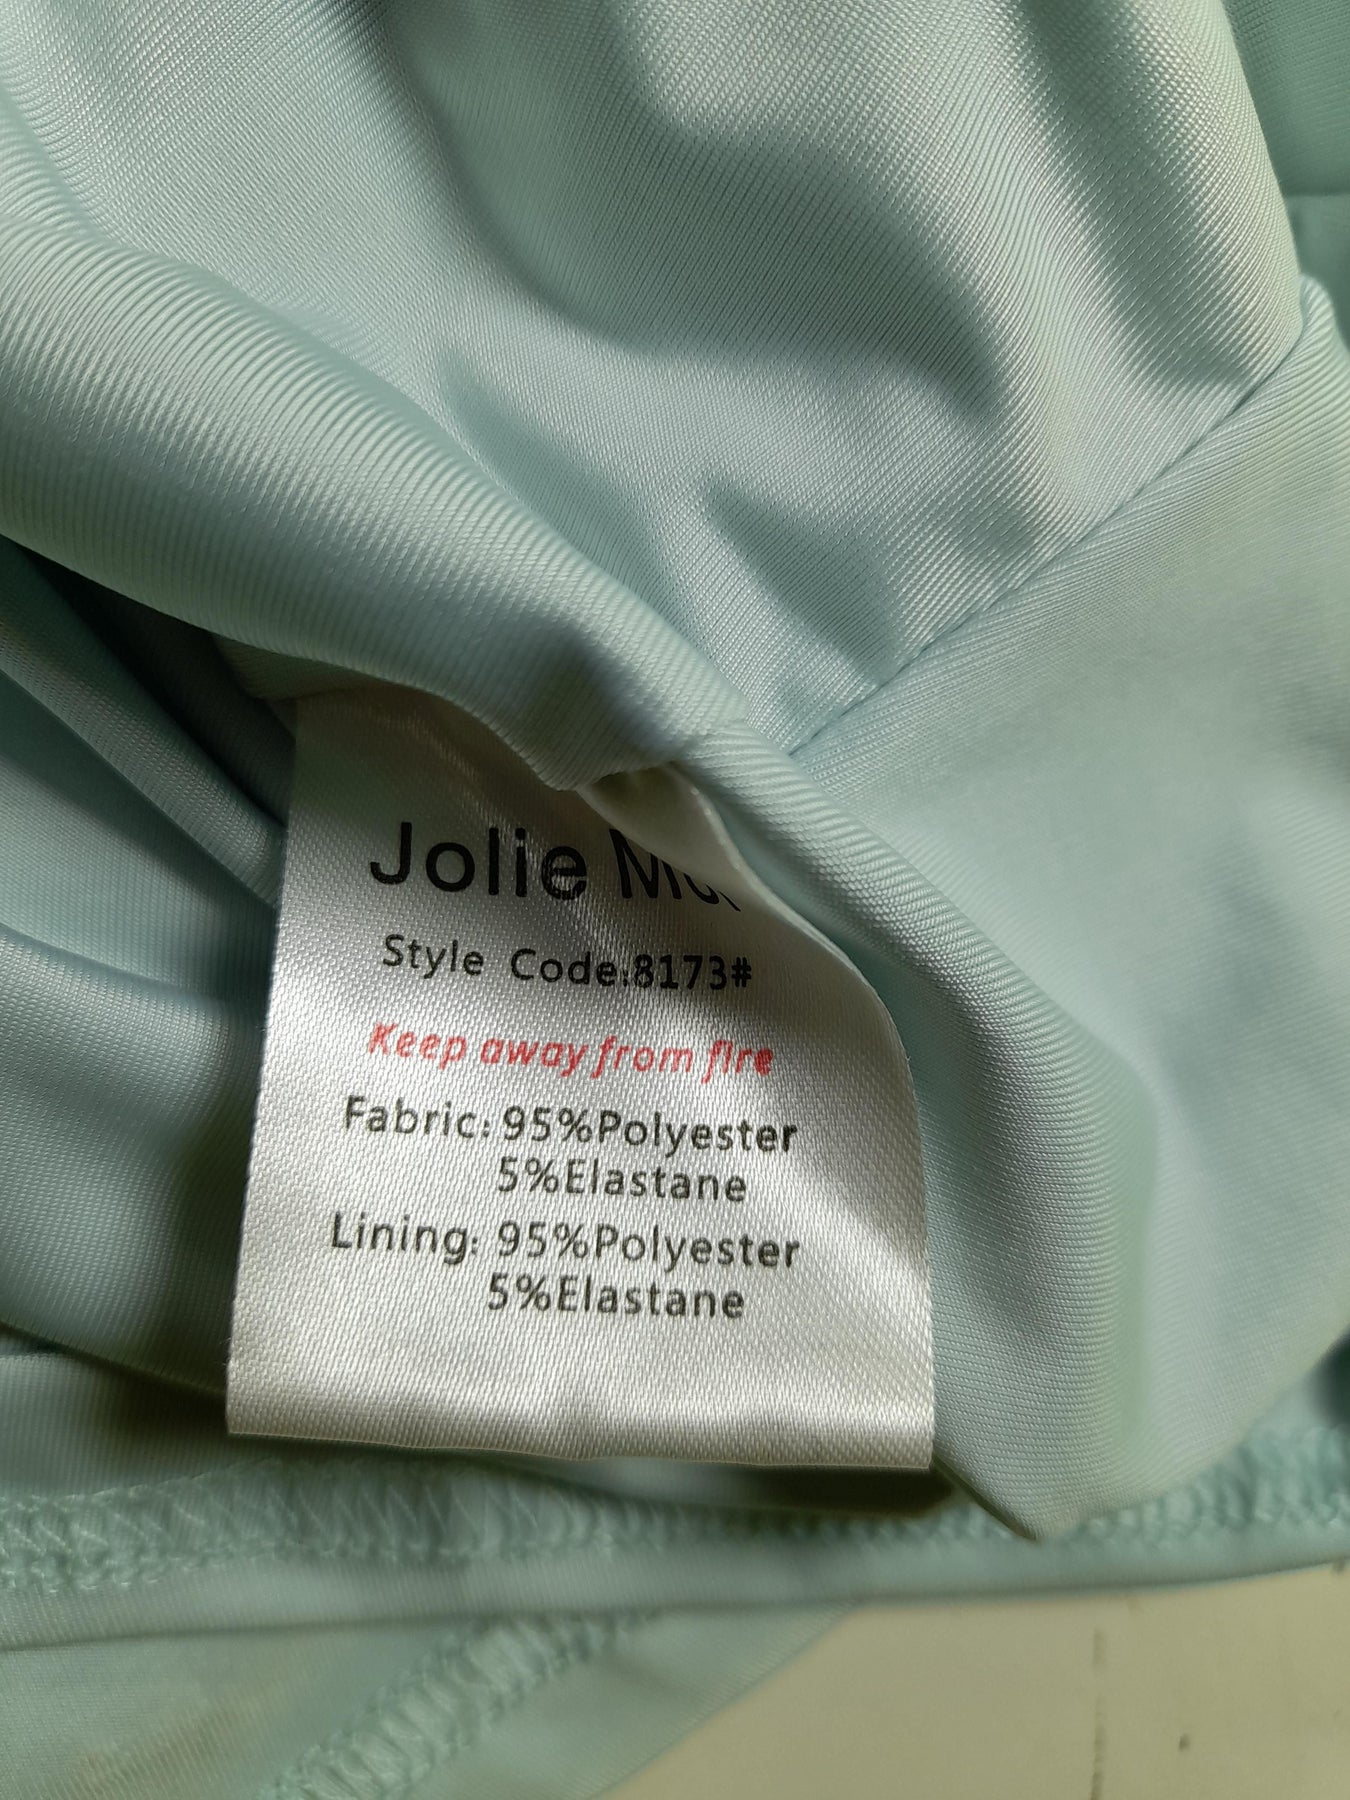 Jolie
Style Code:8173#
Keep away from fire
Fabric: 95%Polyester
5%Elastane
Lining: 95%Polyester
5%Elastane